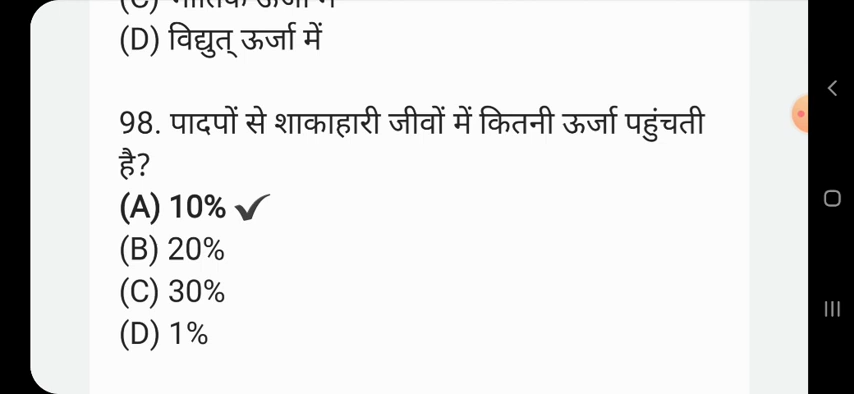 (D) विद्युत् ऊर्जा में
98. पादपों से शाकाहारी जीवों में कितनी ऊर्जा पहुंचती
है?
(A) 10% ✓
(B) 20%
(C) 30%
(D) 1%